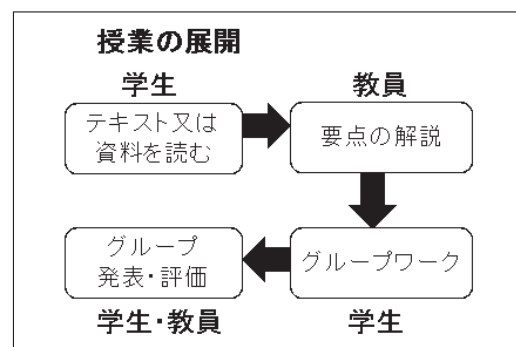 授業の展開
学生
テキスト又は
資料を読む
教員
要点の解説
グループワーク
学生
グループ
発表・評価
学生・教員